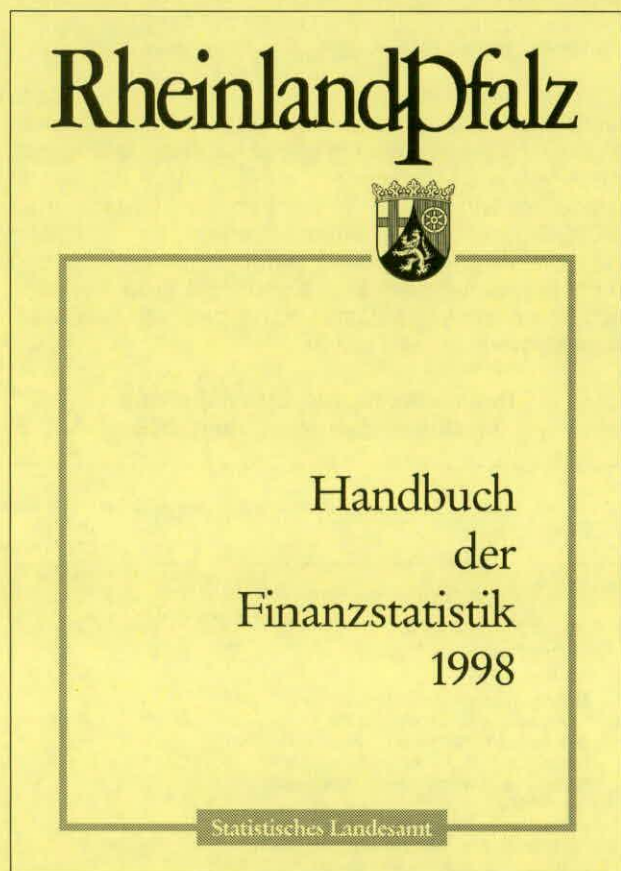 RheinlandPfalz
Handbuch
der
Finanzstatistik
1998
Statistisches Landesamt